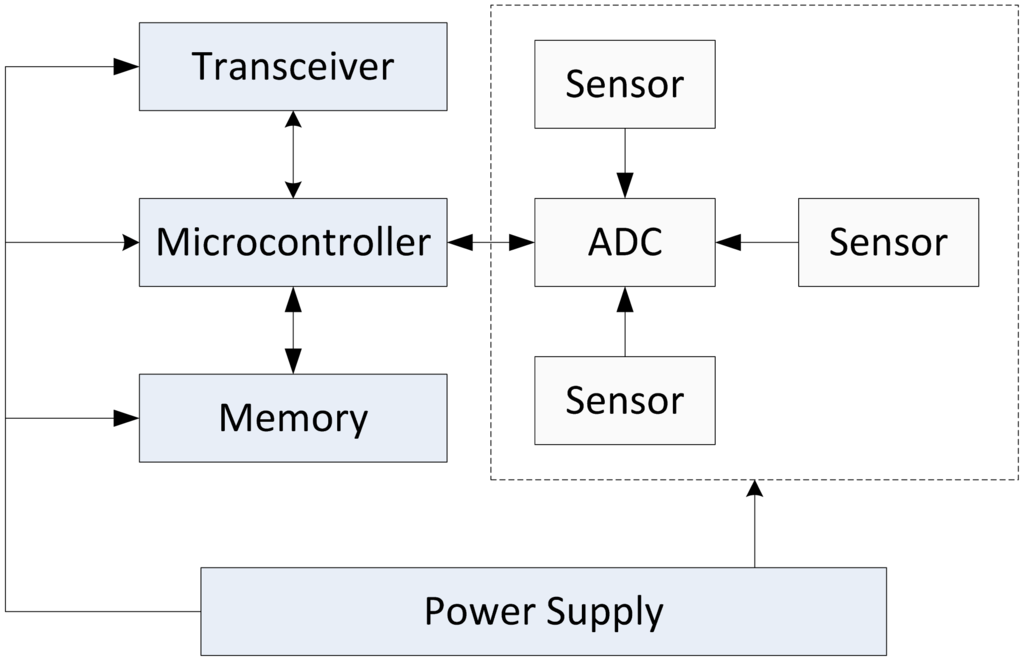 Transceiver
Sensor
Microcontroller
ADC
Sensor
Memory
Sensor
Power Supply